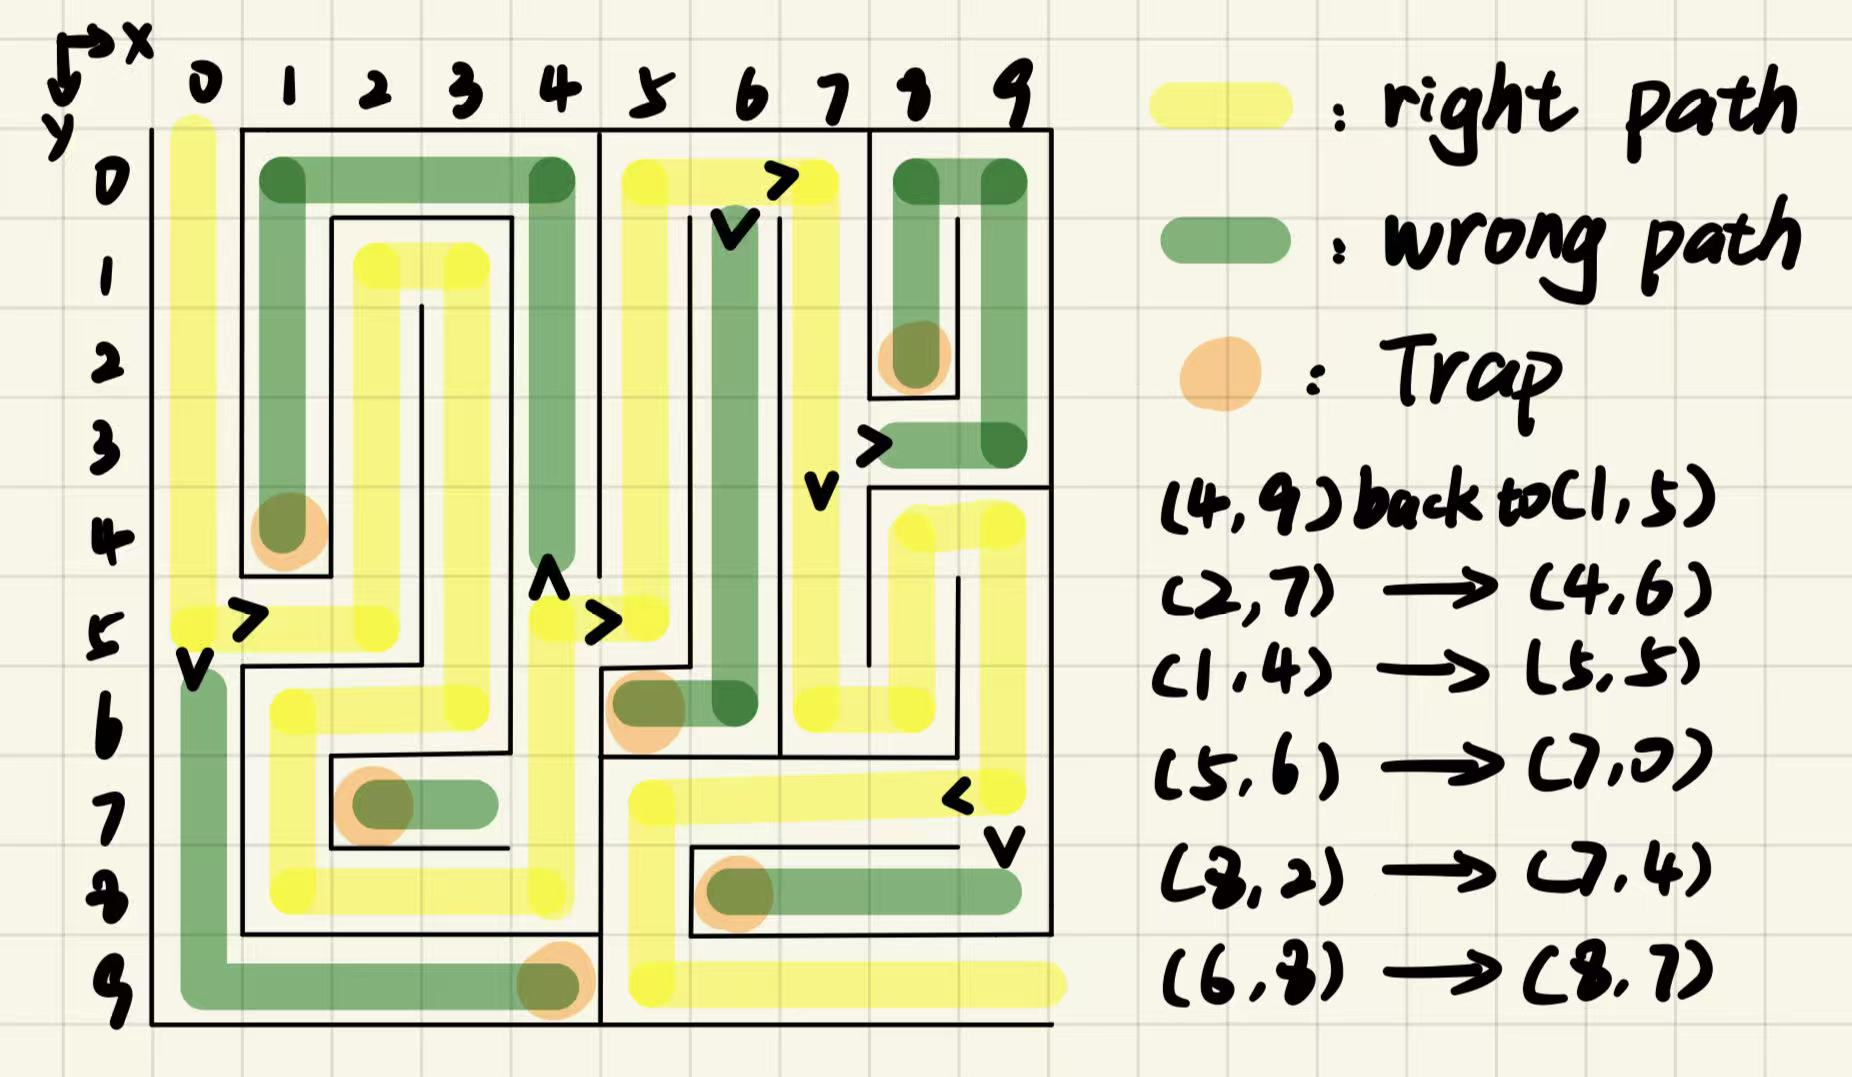 x
y
0 1 2 3 4 5 6 7 8 9
0
1
2
3
4
5
6
7
8
9
: right path
: wrong path
: Trap
(4,9) back to (1,5)
(2,7) → (4,6)
(1,4) → (5,5)
(5,6) → (7,0)
(8,2) → (7,4)
(6,8) → (8,7)